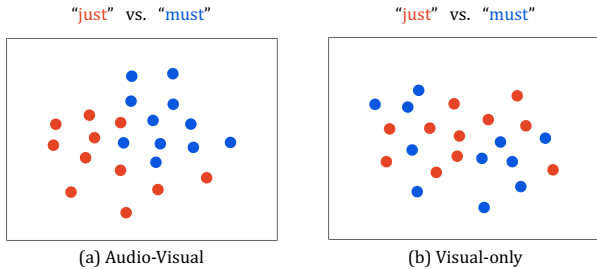 “just” vs. “must”
“just” vs. “must”
(a) Audio-Visual
(b) Visual-only